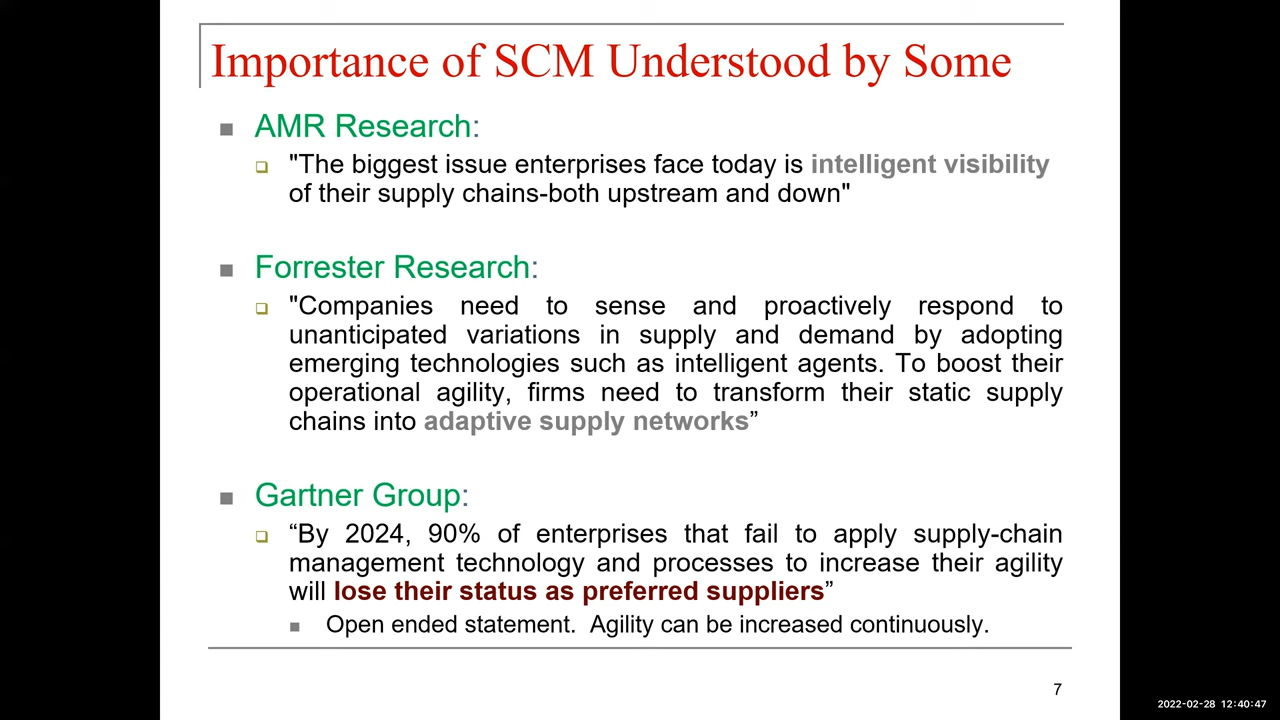 Importance of SCM Understood by Some
AMR Research:
"The biggest issue enterprises face today is intelligent visibility
of their supply chains-both upstream and down"
Forrester Research:
"Companies need to sense and proactively respond to
unanticipated variations in supply and demand by adopting
emerging technologies such as intelligent agents. To boost their
operational agility, firms need to transform their static supply
chains into adaptive supply networks”
Gartner Group:
“By 2024, 90% of enterprises that fail to apply supply-chain
management technology and processes to increase their agility
will lose their status as preferred suppliers”
Open ended statement.  Agility can be increased continuously.
7
2022-02-28 12:40:47